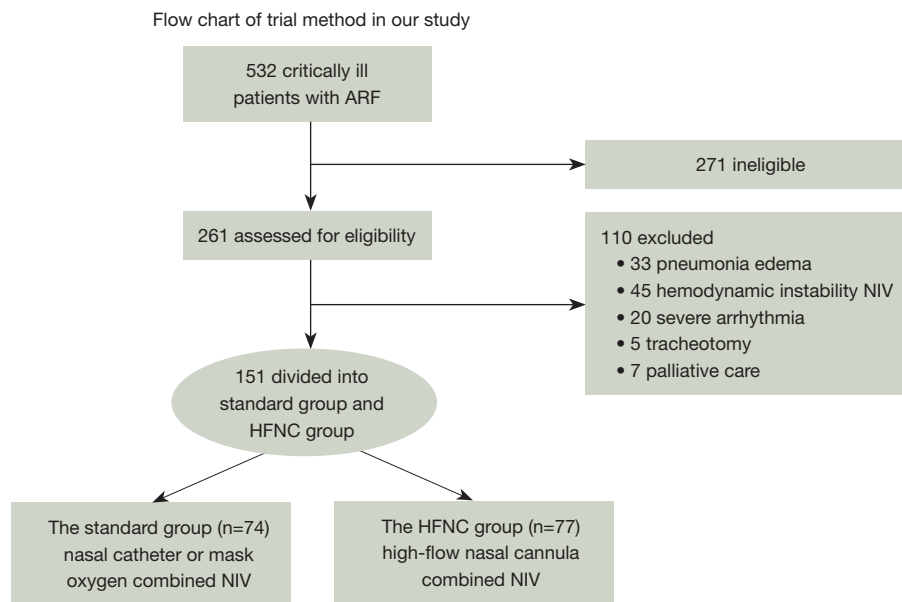 Flow chart of trial method in our study
532 critically ill
patients with ARF
271 ineligible
261 assessed for eligibility
110 excluded
• 33 pneumonia edema
• 45 hemodynamic instability NIV
• 20 severe arrhythmia
• 5 tracheotomy
• 7 palliative care
151 divided into
standard group and
HFNC group
The standard group (n=74)
nasal catheter or mask
oxygen combined NIV
The HFNC group (n=77)
high-flow nasal cannula
combined NIV